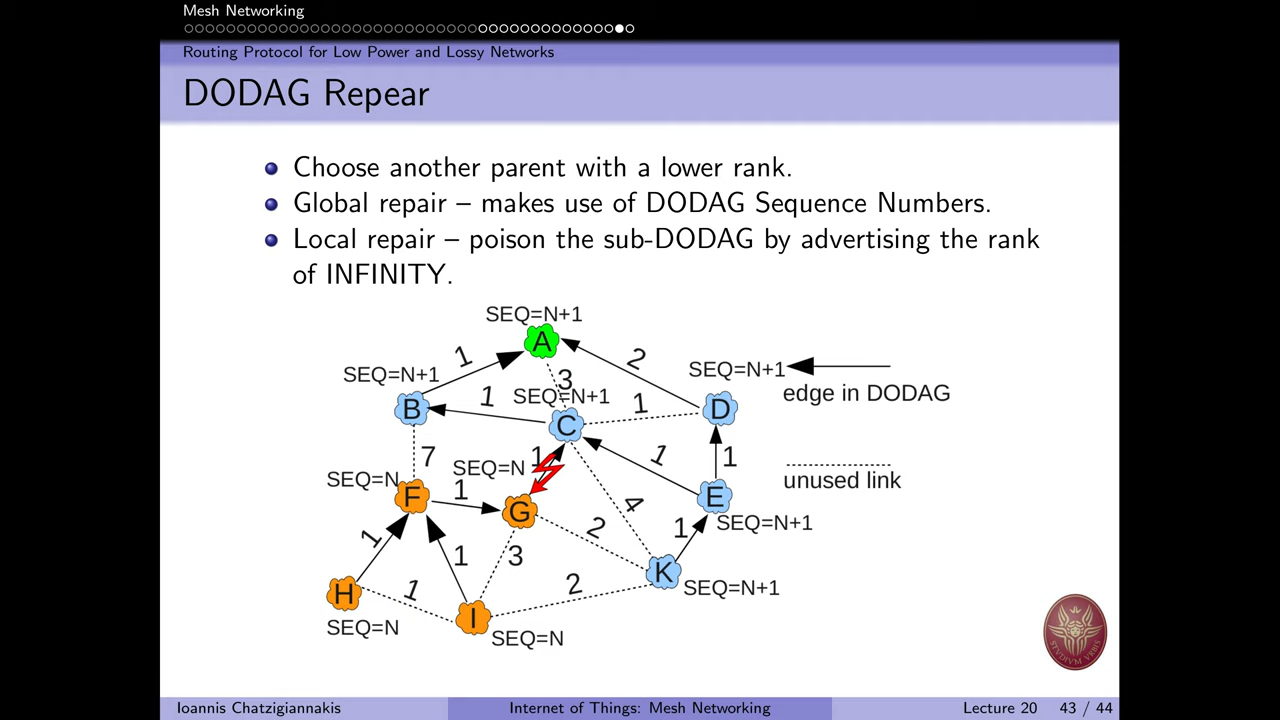 Mesh Networking
Routing Protocol for Low Power and Lossy Networks
DODAG Repear
Choose another parent with a lower rank.
Global repair – makes use of DODAG Sequence Numbers.
Local repair – poison the sub-DODAG by advertising the rank
of INFINITY.
SEQ=N+1
A
1
2
3
SEQ=N+1
SEQ=N+1
SEQ=N+1
edge in DODAG
B
1
C
1
D
7
1
1
1
SEQ=N
SEQ=N
unused link
F
1
G
4
E
SEQ=N+1
1
1
3
2
1
H
1
2
K
SEQ=N+1
I
SEQ=N
SEQ=N
STVDIVM VRBIS
Ioannis Chatzigiannakis
Internet of Things: Mesh Networking
Lecture 20 43 / 44